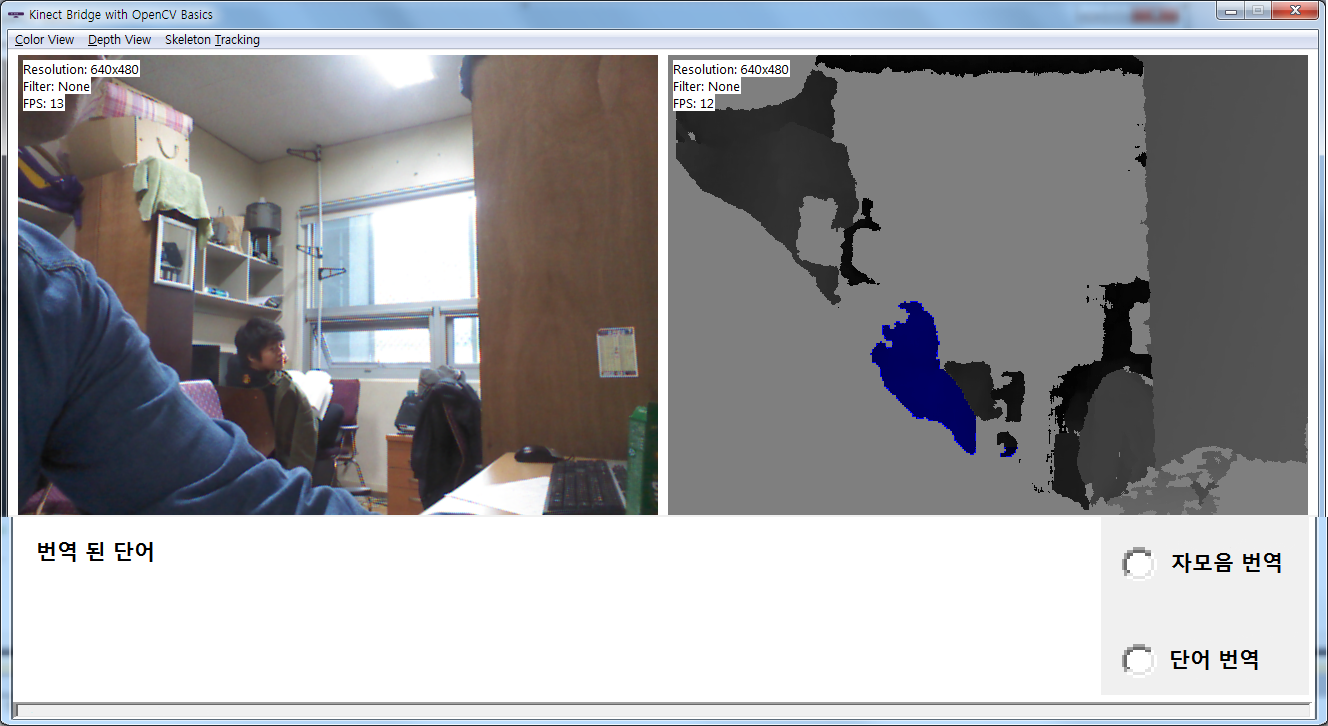 Kinect Bridge with OpenCV Basics
Color View Depth View Skeleton Tracking
Resolution: 640x480
Filter: None
FPS: 13
Resolution: 640x480
Filter: None
FPS: 12
번역 된 단어
자모음 번역
단어 번역